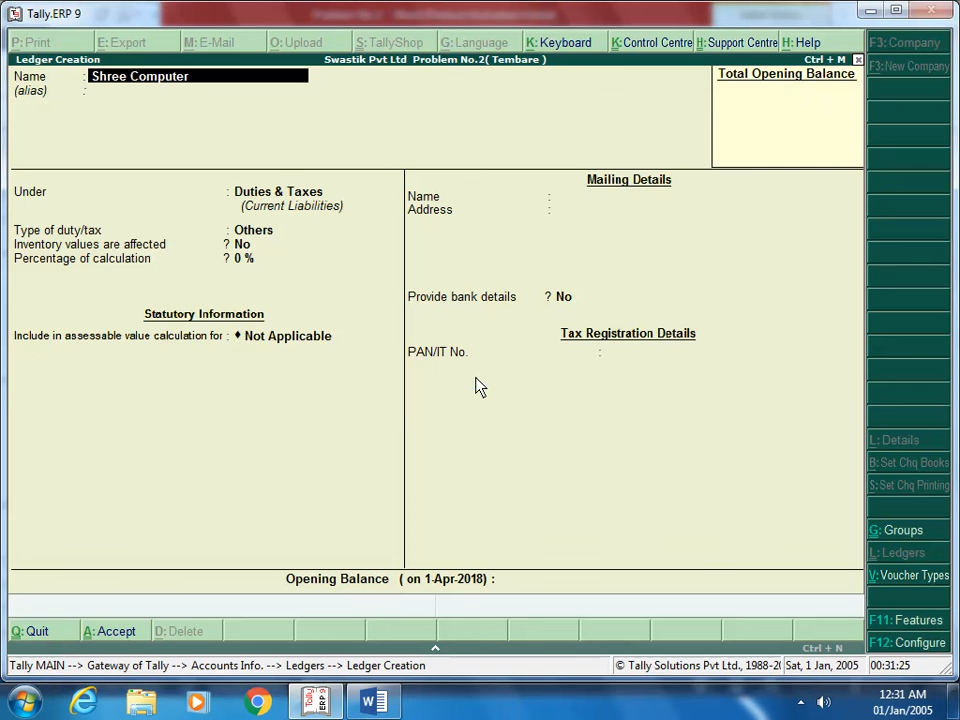 Tally.ERP 9
P: Print E: Export M: E-Mail O: Upload S: TallyShop G: Language K: Keyboard K: Control Centre H: Support Centre H: Help
F3: Company
Ledger Creation Swastik Pvt Ltd Problem No.2( Tembare ) Ctrl + M
F3: New Company
Name : Shree Computer
Total Opening Balance
(alias) :
Mailing Details
Under : Duties & Taxes
(Current Liabilities)
Name :
Address :
Type of duty/tax : Others
Inventory values are affected ? No
Percentage of calculation ? 0 %
Provide bank details ? No
Statutory Information
Include in assessable value calculation for : ♦ Not Applicable
Tax Registration Details
PAN/IT No. :
L: Details
B: Set Chq Books
S: Set Chq Printing
G: Groups
L: Ledgers
V: Voucher Types
Opening Balance ( on 1-Apr-2018) :
F11: Features
Q: Quit A: Accept D: Delete
F12: Configure
Ctrl + N
Tally MAIN --> Gateway of Tally --> Accounts Info. --> Ledgers --> Ledger Creation © Tally Solutions Pvt Ltd., 1988-20 Sat, 1 Jan, 2005 00:31:25
Tally
ERP 9
12:31 AM
01/Jan/2005